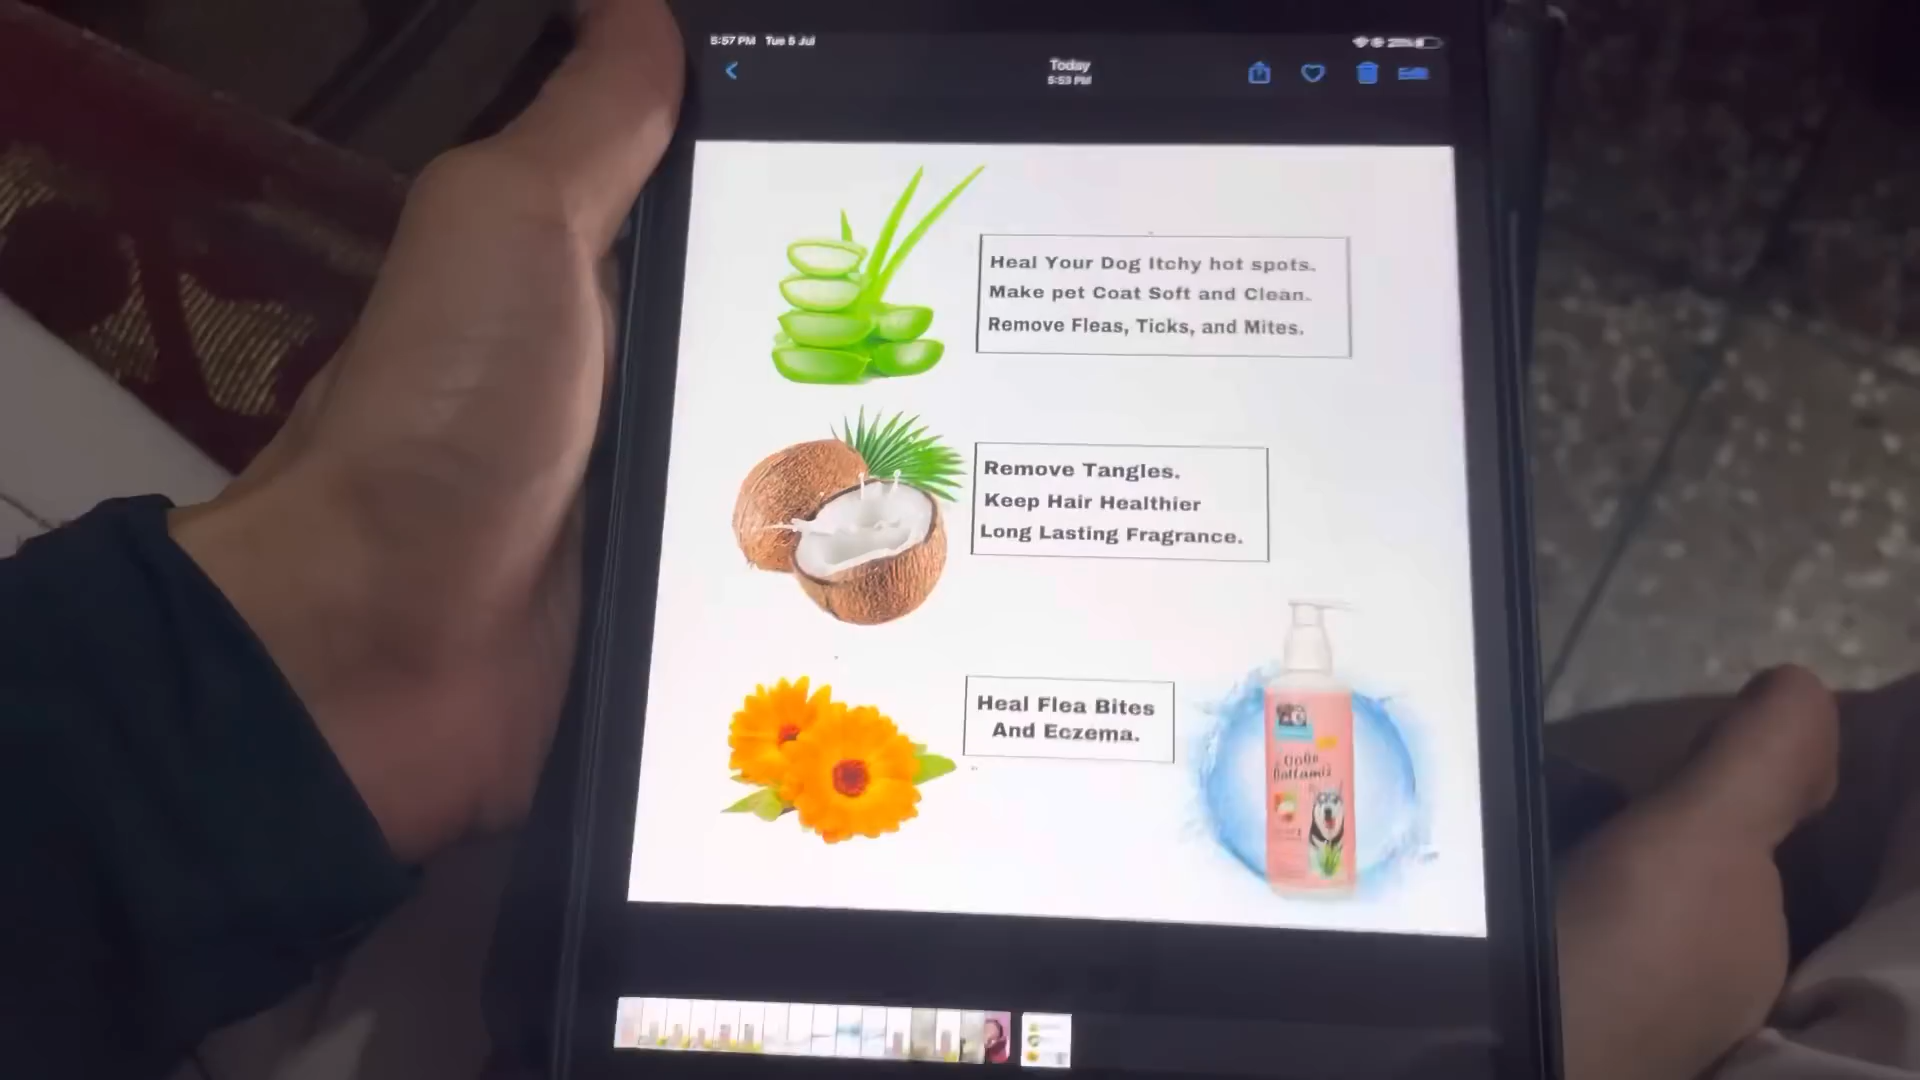 5:57 PM Tue 5 Jul
Today
5:53 PM
Heal Your Dog Itchy hot spots.
Make pet Coat Soft and Clean.
Remove Fleas, Ticks, and Mites.
Remove Tangles.
Keep Hair Healthier
Long Lasting Fragrance.
Heal Flea Bites
And Eczema.